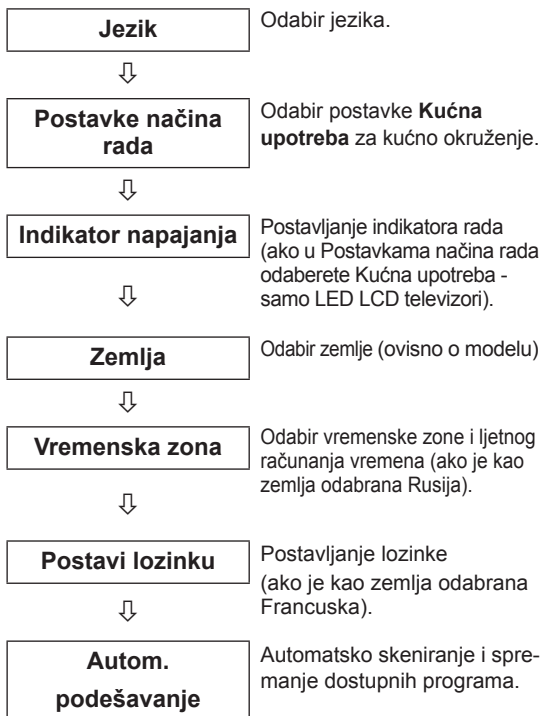 Jezik
Odabir jezika.
Postavke načina
rada
Odabir postavke Kućna
upotreba za kućno okruženje.
Indikator napajanja
Postavljanje indikatora rada
(ako u Postavkama načina rada
odaberete Kućna upotreba -
samo LED LCD televizori).
Zemlja
Odabir zemlje (ovisno o modelu)
Vremenska zona
Odabir vremenske zone i ljetnog
računanja vremena (ako je kao
zemlja odabrana Rusija).
Postavi lozinku
Postavljanje lozinke
(ako je kao zemlja odabrana
Francuska).
Autom.
podešavanje
Automatsko skeniranje i spre-
manje dostupnih programa.